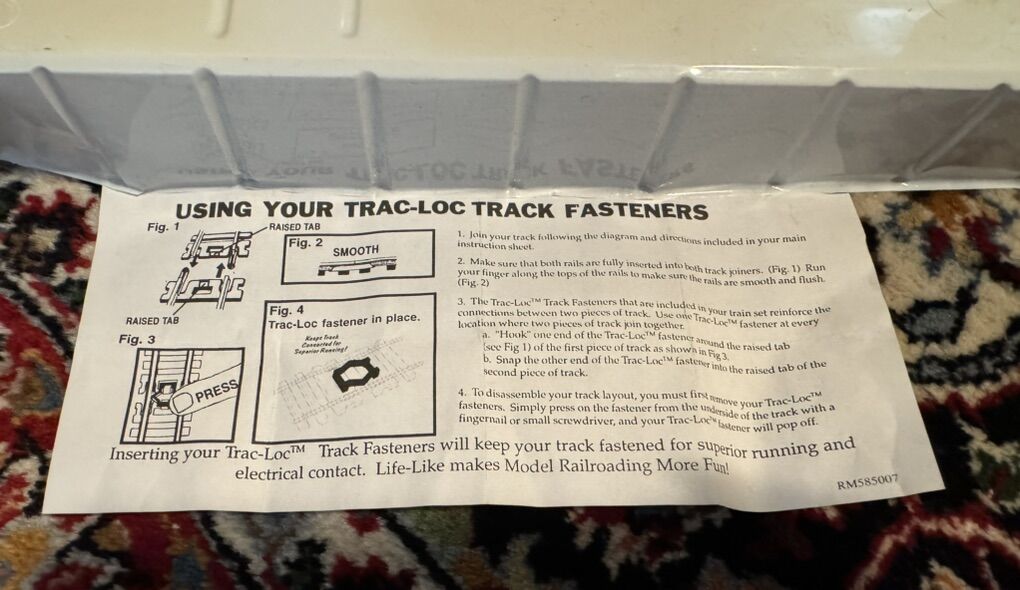 USING YOUR TRAC-LOC TRACK FASTENERS
Fig. 1
RAISED TAB
RAISED TAB
Fig. 2
SMOOTH
Fig. 3
PRESS
Fig. 4
Trac-Loc fastener in place.
Keeps Track
Connected for
Superior Running!
1. Join your track following the diagram and directions included in your main
instruction sheet.
2. Make sure that both rails are fully inserted into both track joiners. (Fig. 1) Run
your finger along the tops of the rails to make sure the rails are smooth and flush.
(Fig. 2)
3. The Trac-Loc™ Track Fasteners that are included in your train set reinforce the
connections between two pieces of track. Use one Trac-Loc™ fastener at every
location where two pieces of track join together.
a. "Hook" one end of the Trac-Loc™ fastener around the raised tab
(see Fig 1) of the first piece of track as shown in Fig 3.
b. Snap the other end of the Trac-Loc™ fastener into the raised tab of the
second piece of track.
4. To disassemble your track layout, you must first remove your Trac-Loc™
fasteners. Simply press on the fastener from the underside of the track with a
fingernail or small screwdriver, and your Trac-Loc™ fastener will pop off.
Inserting your Trac-Loc™ Track Fasteners will keep your track fastened for superior running and
electrical contact. Life-Like makes Model Railroading More Fun!
RM585007